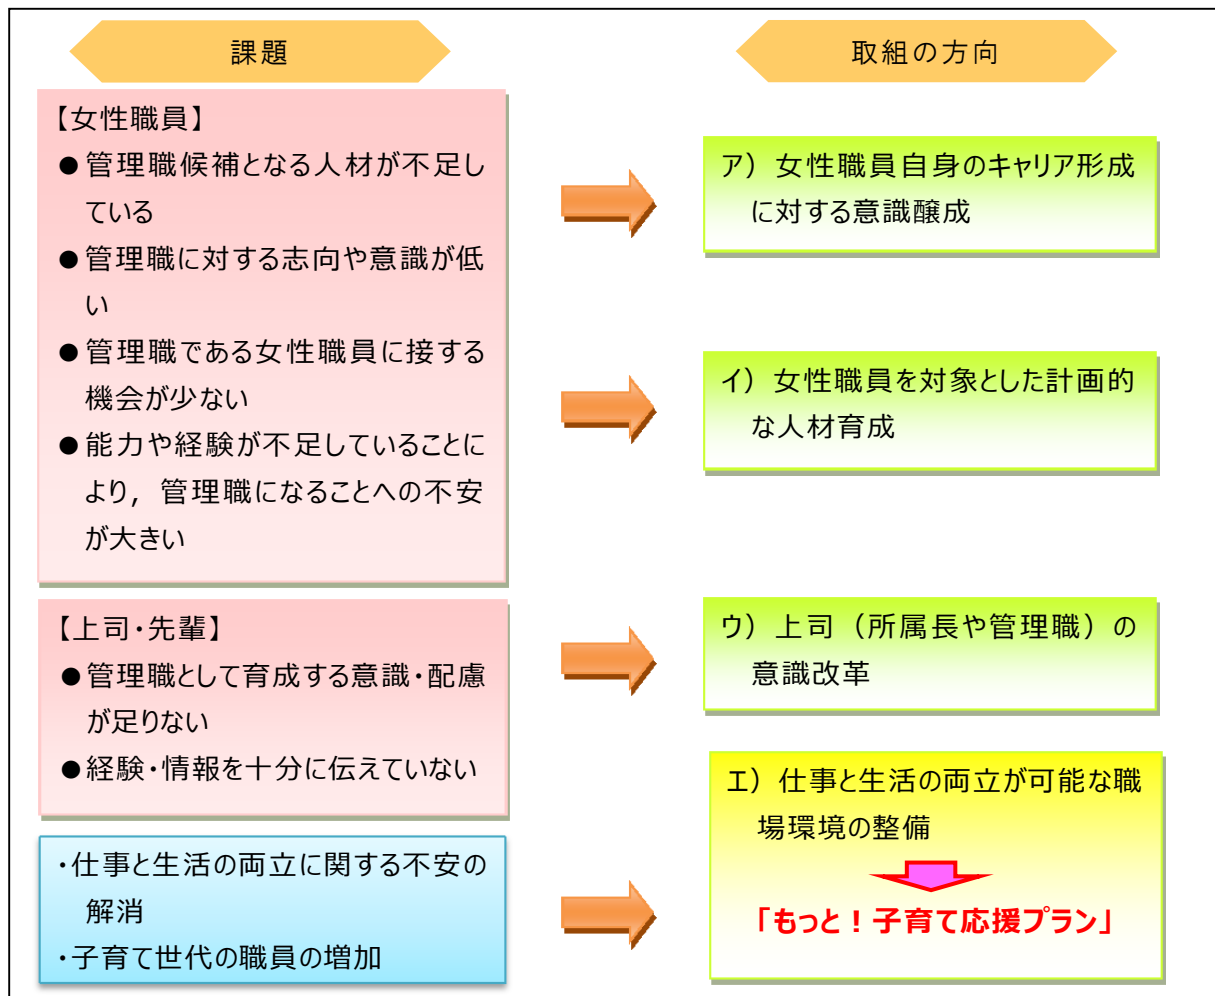 課題
【女性職員】
●管理職候補となる人材が不足し
ている
●管理職に対する志向や意識が低
い
●管理職である女性職員に接する
機会が少ない
●能力や経験が不足していることに
より，管理職になることへの不安
が大きい
【上司・先輩】
●管理職として育成する意識・配慮
が足りない
●経験・情報を十分に伝えていない
・仕事と生活の両立に関する不安の
解消
・子育て世代の職員の増加
取組の方向
ア）女性職員自身のキャリア形成
に対する意識醸成
イ）女性職員を対象とした計画的
な人材育成
ウ）上司（所属長や管理職）の
意識改革
エ）仕事と生活の両立が可能な職
場環境の整備
「もっと！子育て応援プラン」